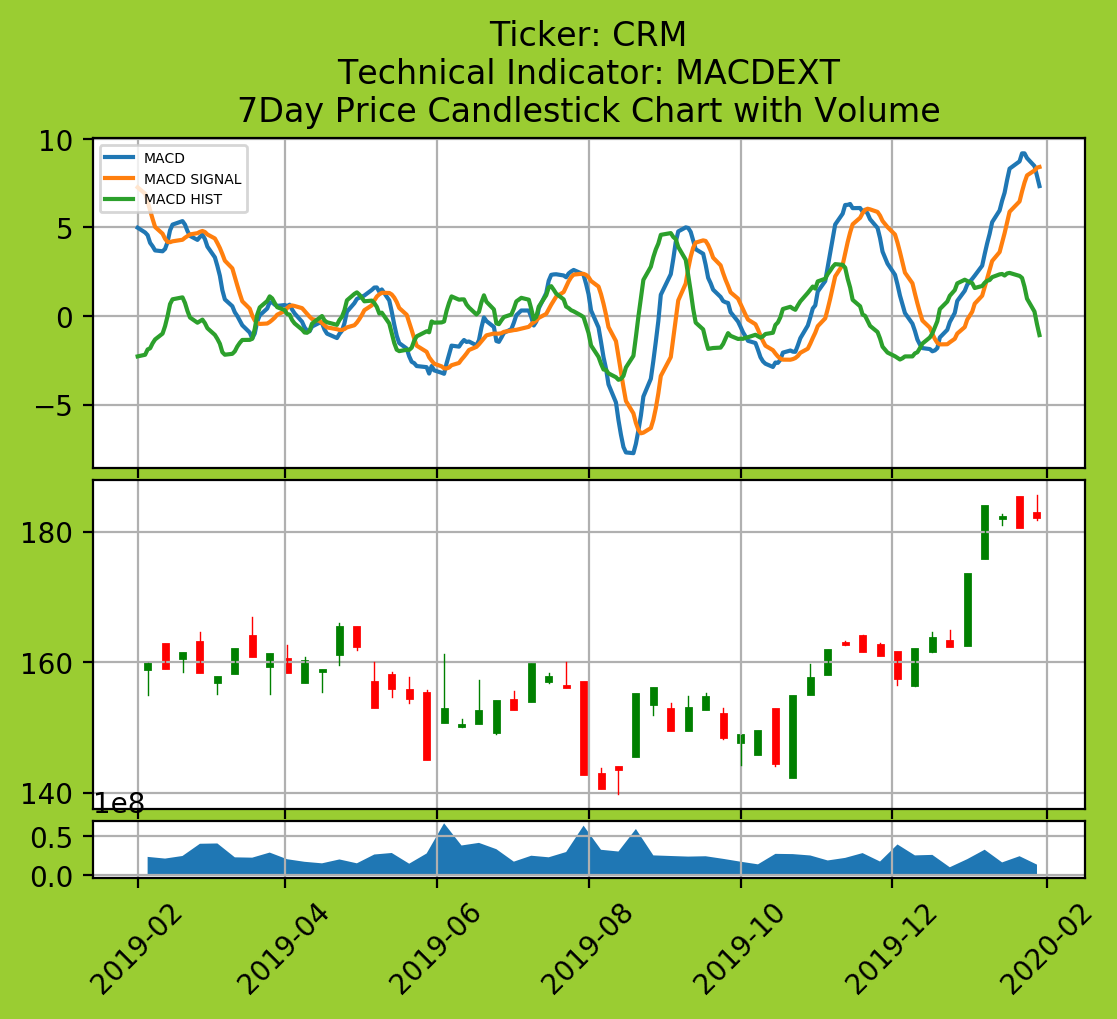 Ticker: CRM
Technical Indicator: MACDEXT
7Day Price Candlestick Chart with Volume
10
5
0
−5
MACD
MACD SIGNAL
MACD HIST
180
160
140
1e8
0.5
0.0
2019-02
2019-04
2019-06
2019-08
2019-10
2019-12
2020-02